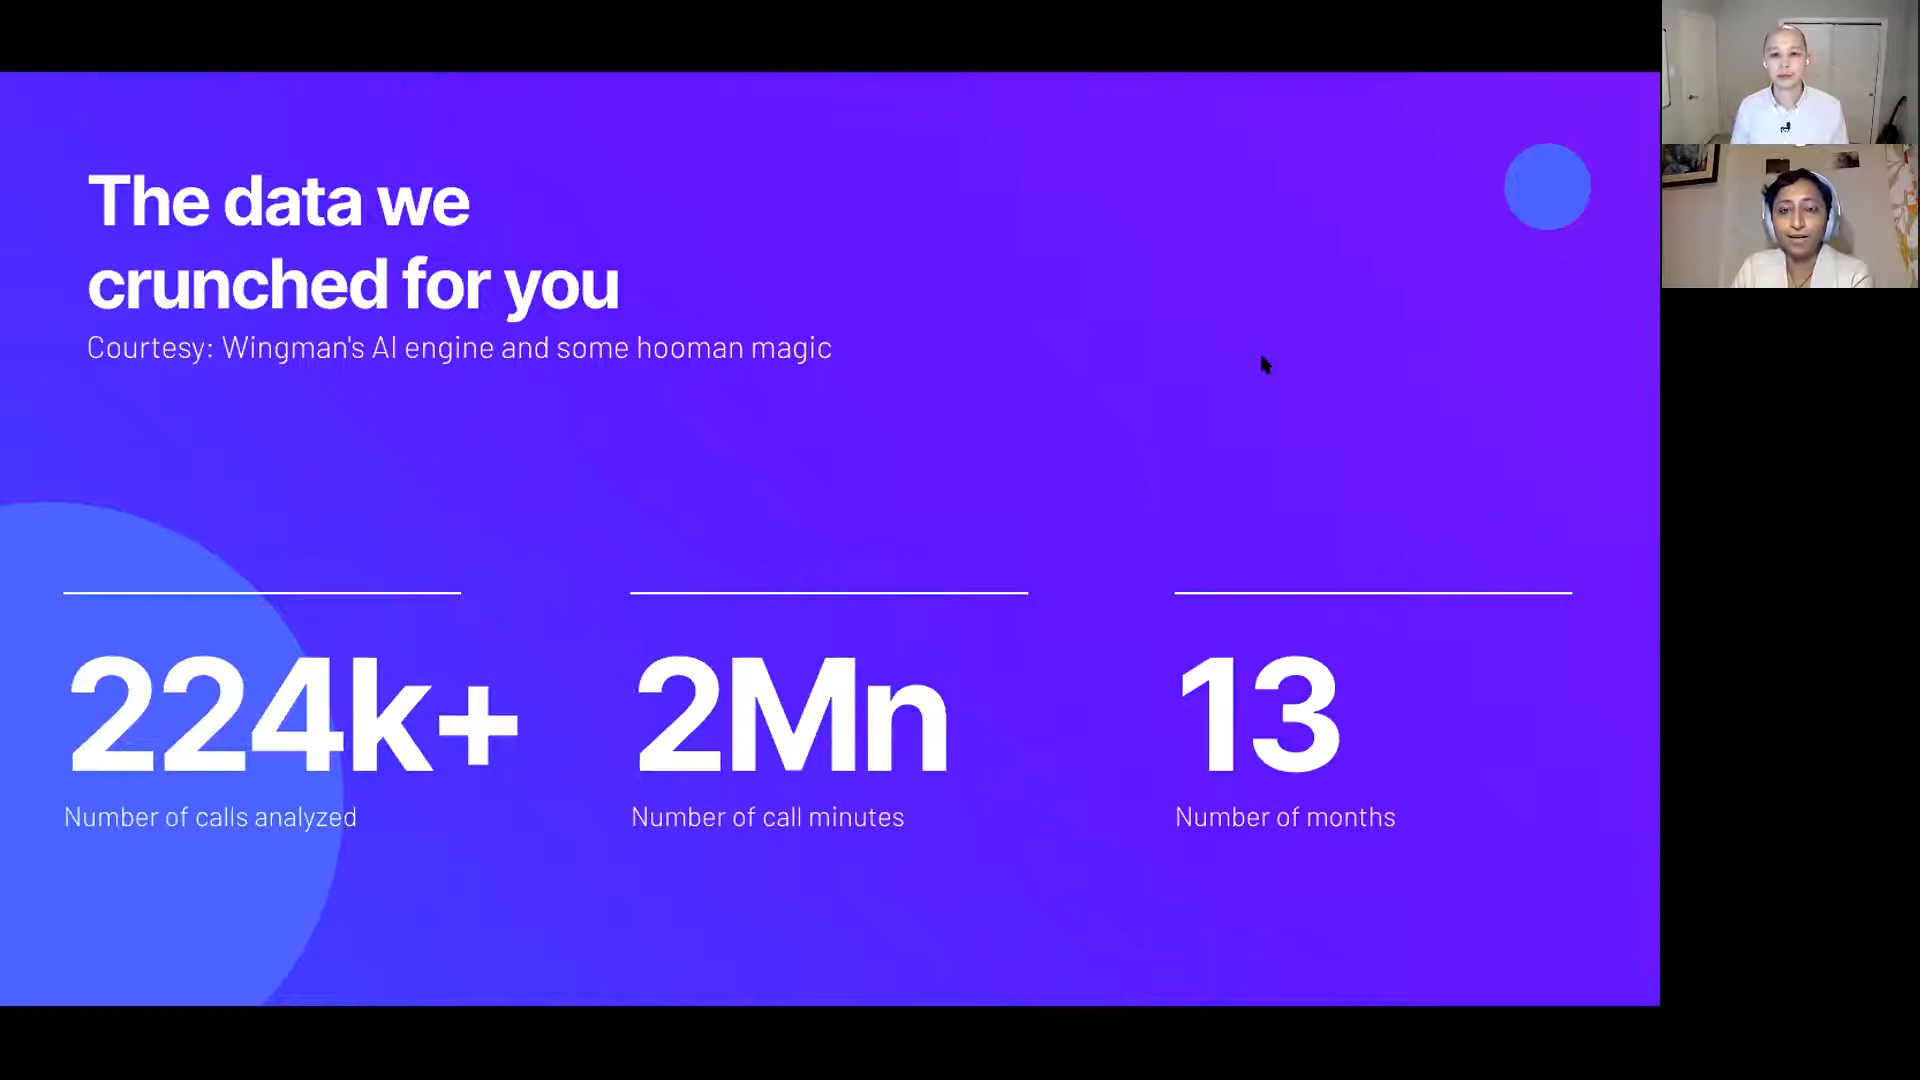 The data we
crunched for you
Courtesy: Wingman's AI engine and some hooman magic
224k+
Number of calls analyzed
2Mn
Number of call minutes
13
Number of months